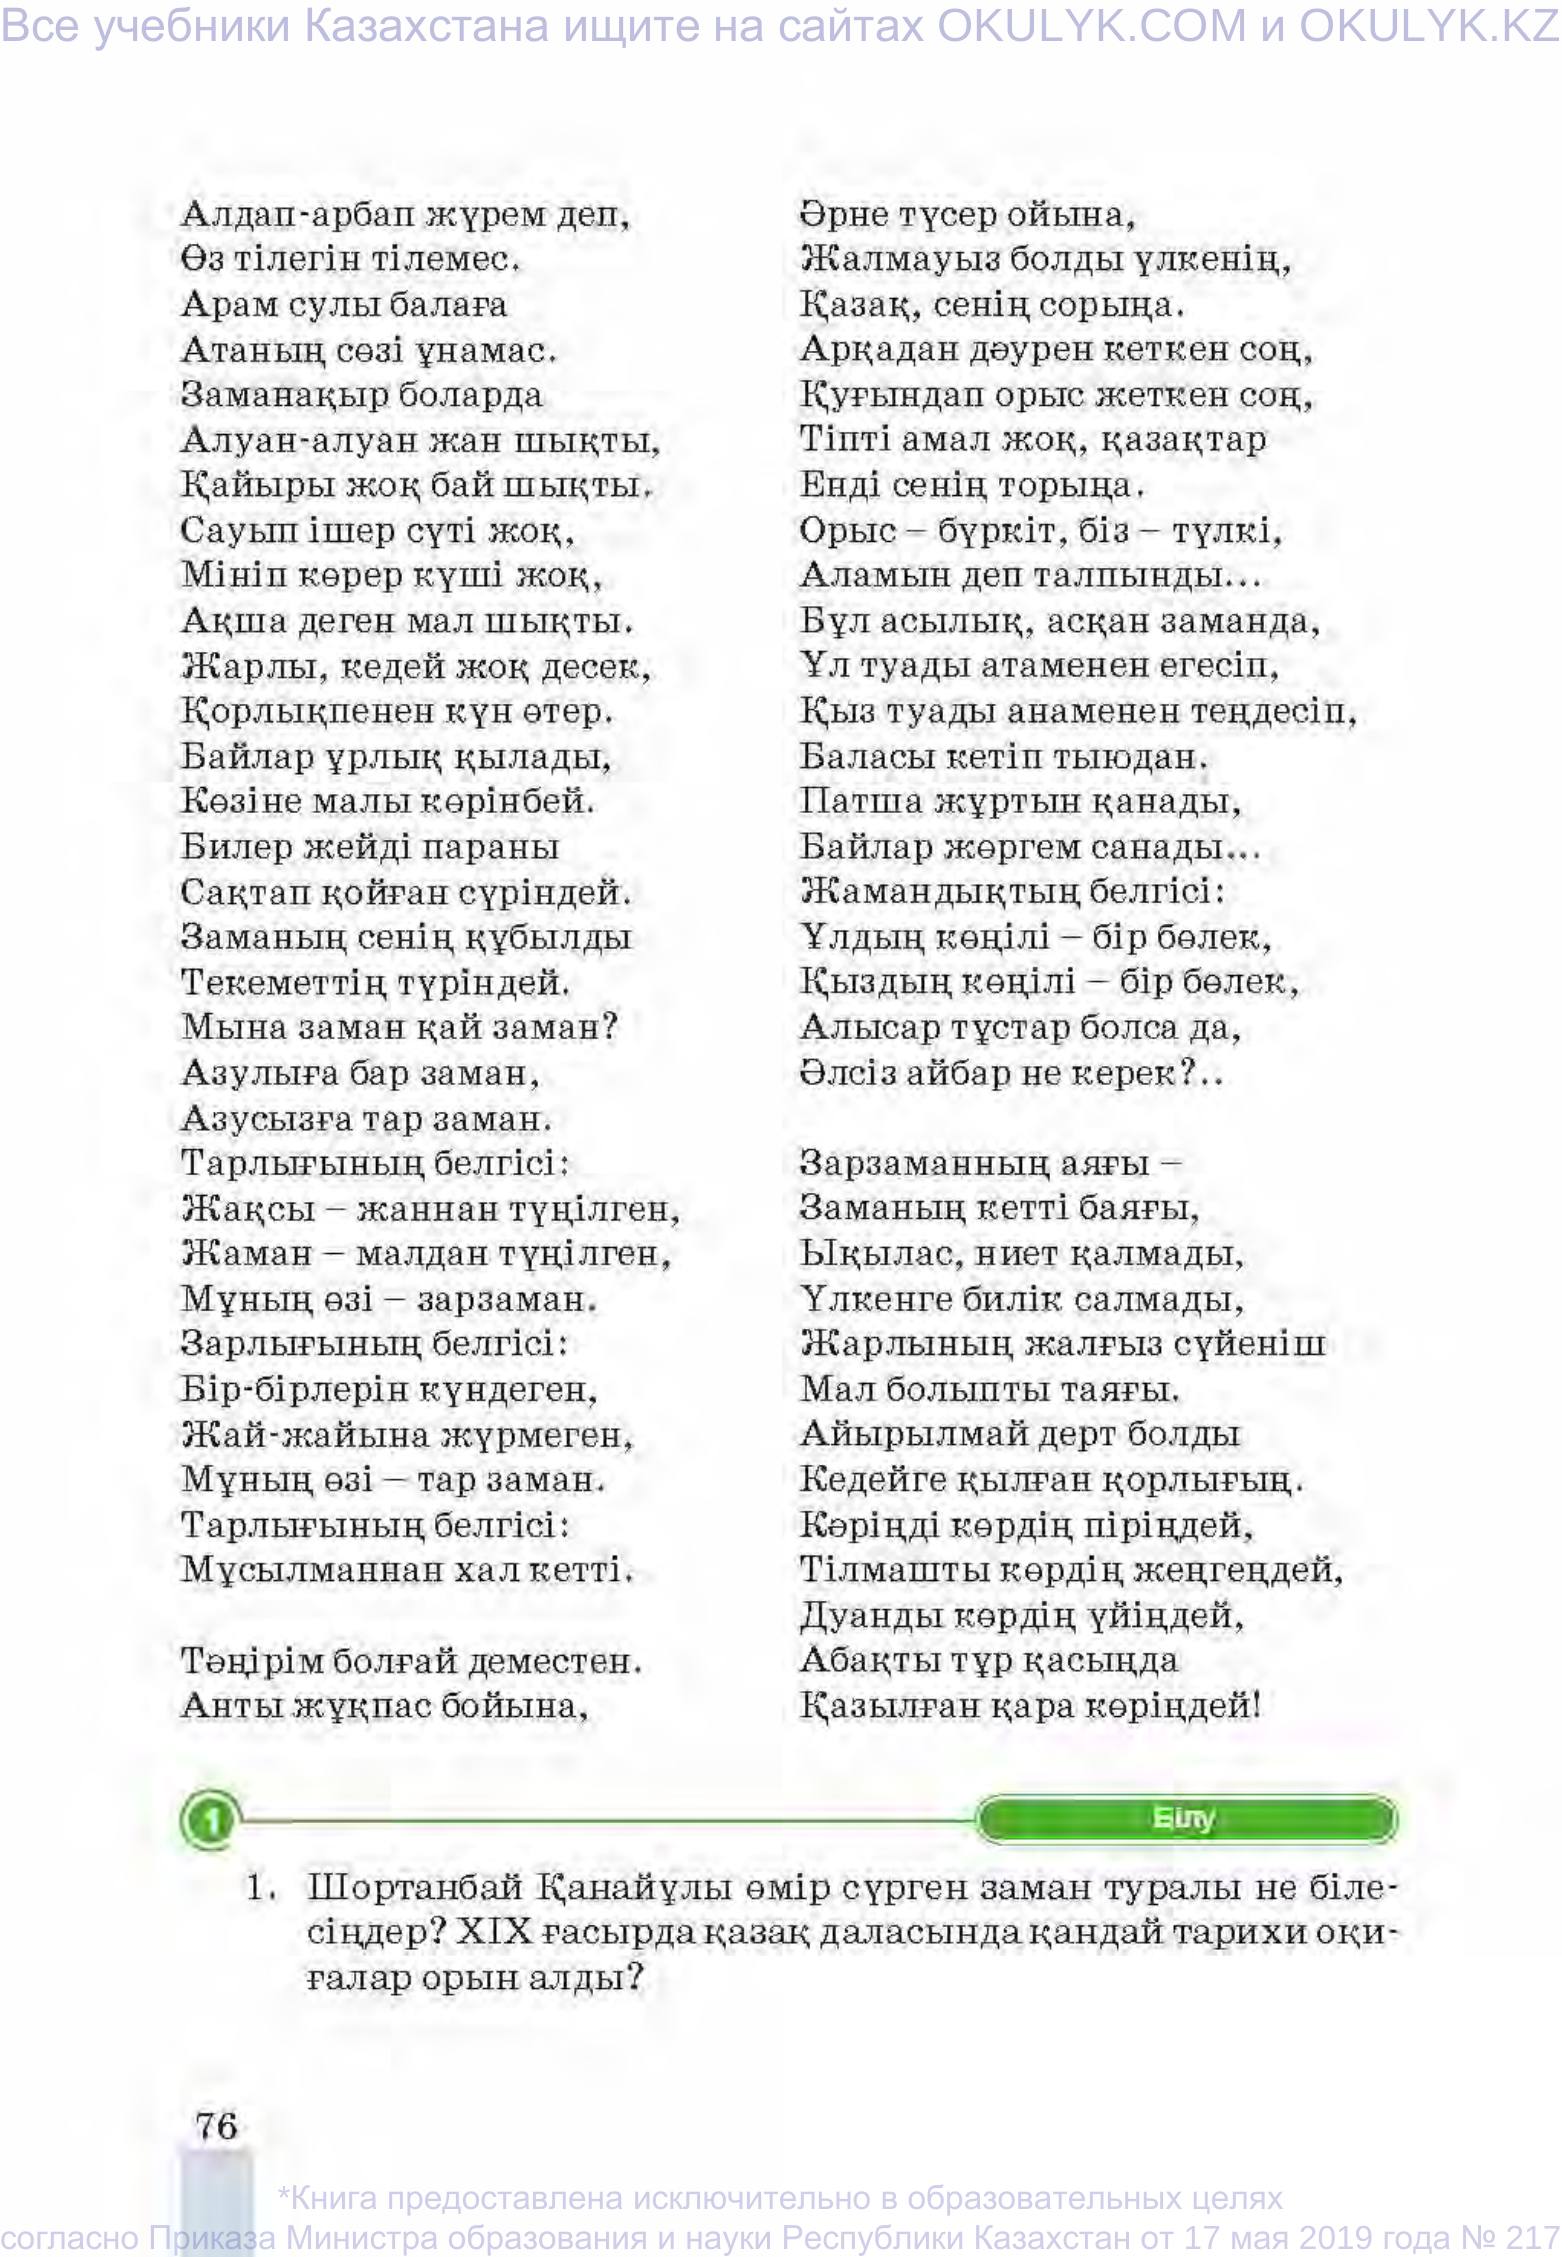 Все учебники Казахстана ищите на сайтах OKULYK.COM и OKULYK.KZ
Алдап-арбап жүрем деп,
Өз тілегін тілемес.
Арам сулы балаға
Атаның сөзі ұнамас.
Заманақыр боларда
Алуан-алуан жан шықты,
Қайыры жоқ бай шықты.
Сауып ішер сүті жоқ,
Мініп көрер күші жоқ,
Ақша деген мал шықты.
Жарлы, кедей жоқ десек,
Қорлықпенен күн өтер.
Байлар ұрлық қылады,
Көзіне малы көрінбей.
Билер жейді параны
Сақтап қойған сүріндей.
Заманың сенің құбылды
Текеметтің түріндей.
Мына заман қай заман?
Азулыға бар заман,
Азусызға тар заман.
Тарлығының белгісі:
Жақсы – жаннан түңілген,
Жаман – малдан түңілген,
Мұның өзі – зарзаман.
Зарлығының белгісі:
Бір-бірлерін күндеген,
Жай-жайына жүрмеген,
Мұның өзі – тар заман.
Тарлығының белгісі:
Мұсылманнан хал кетті.
Тәңірім болғай деместен.
Анты жұқпас бойына,
Әрне түсер ойына,
Жалмауыз болды үлкенің,
Қазақ, сенің сорыңа.
Арқадан дәурен кеткен соң,
Қуғындап орыс жеткен соң,
Тіпті амал жоқ, қазақтар
Енді сенің торыңа.
Орыс – бүркіт, біз – түлкі,
Аламын деп талпынды...
Бұл асылық, асқан заманда,
Ұл туады атаменен егесіп,
Қыз туады анаменен теңдесіп,
Баласы кетіп тыюдан.
Патша жұртын қанады,
Байлар жөргем санады...
Жамандықтың белгісі:
Ұлдың көңілі – бір бөлек,
Қыздың көңілі – бір бөлек,
Алысар тұстар болса да,
Әлсіз айбар не керек?..
Зарзаманның аяғы –
Заманың кетті баяғы,
Ықылас, ниет қалмады,
Үлкенге билік салмады,
Жарлының жалғыз сүйеніш
Мал болыпты таяғы.
Айырылмай дерт болды
Кедейге қылған қорлығың.
Көріңді көрдің піріңдей,
Тілмашты көрдің жеңгеңдей,
Дуанды көрдің үйіңдей,
Абақты тұр қасыңда
Қазылған қара көріңдей!
1
Білу
1. Шортанбай Қанайұлы өмір сүрген заман туралы не біле-
сіңдер? XIX ғасырда қазақ даласында қандай тарихи оқи-
ғалар орын алды?
76
*Книга предоставлена исключительно в образовательных целях
согласно Приказа Министра образования и науки Республики Казахстан от 17 мая 2019 года № 217